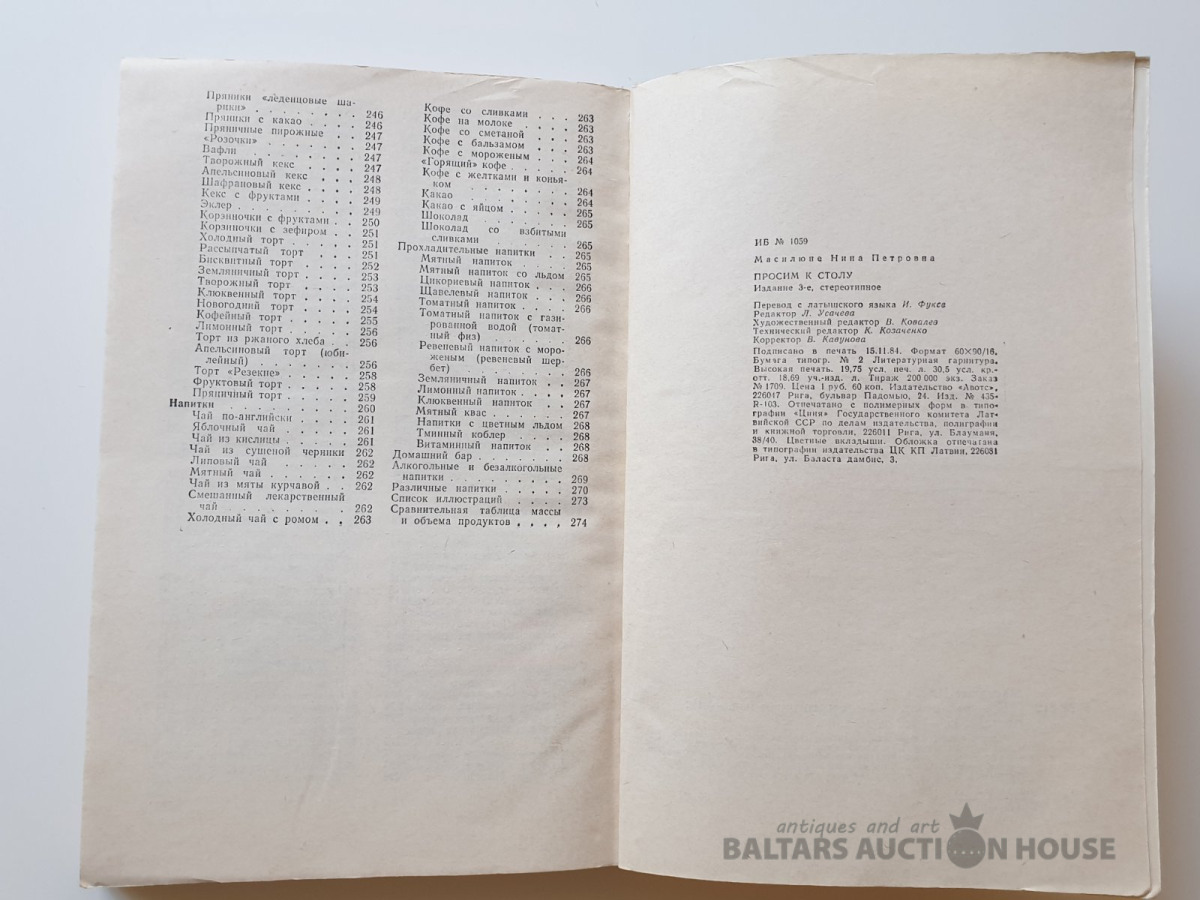 Пряники «леденцовые ша-
рики» . . . . . . . . 246
Пряники с какао . . . . 246
Пряничные пирожные . . . 247
«Розочки» . . . . . . . 247
Вафли . . . . . . . . . 247
Творожный кекс . . . . 247
Апельсиновый кекс . . . . 248
Шафрановый кекс . . . . 248
Кекс с фруктами . . . . . 249
Эклер . . . . . . . . . 249
Корзиночки с фруктами . . . 250
Корзиночки с зефиром . . . 251
Холодный торт . . . . . 251
Рассыпчатый торт . . . . 251
Бисквитный торт . . . . . 252
Земляничный торт . . . . 253
Творожный торт . . . . . 253
Клюквенный торт . . . . 254
Новогодний торт . . . . 254
Кофейный торт . . . . . 255
Лимонный торт . . . . . 256
Торт из ржаного хлеба . . . 256
Апельсиновый торт (юби-
лейный) . . . . . . . 256
Торт «Резекне» . . . . . 258
Фруктовый торт . . . . . 258
Пряничный торт . . . . . 259
Напитки . . . . . . . . 260
Чай по-английски . . . . 261
Яблочный чай . . . . . 261
Чай из кислицы . . . . . 261
Чай из сушеной черники 262
Липовый чай . . . . . 262
Мятный чай . . . . . . 262
Чай из мяты курчавой . . 262
Смешанный лекарственный
чай . . . . . . . . 262
Холодный чай с ромом . . , 263
Кофе со сливками . . . 263
Кофе на молоке . . . . 263
Кофе со сметаной . . . . 263
Кофе с бальзамом . . . . 263
Кофе с мороженым . . . . 264
«Горящий» кофе . . . . . 264
Кофе с желтками и конья-
ком . . . . . . . . 264
Какао . . . . . . . . 264
Какао с яйцом . . . . . 265
Шоколад . . . . . . . 265
Шоколад со взбитыми
сливками . . . . . . 265
Прохладительные напитки . . . 265
Мятный напиток . . . . 265
Мятный напиток со льдом 265
Цикориевый напиток . . . 266
Щавелевый напиток . . . 266
Томатный напиток . . . . 266
Томатный напиток с гази-
рованной водой (томат-
ный физ) . . . . . . 266
Ревеневый напиток с моро-
женым (ревеневый шер-
бет) . . . . . . . . 266
Земляничный напиток . . . 267
Лимонный напиток . . . . 267
Клюквенный напиток . . . 267
Мятный квас . . . . . 267
Напитки с цветным льдом 268
Тминный коблер . . . . 268
Витаминный напиток . . . 268
Домашний бар . . . . . . 268
Алкогольные и безалкогольные
напитки . . . . . . . . 269
Различные напитки . . . . . 270
Список иллюстраций . . . . 273
Сравнительная таблица массы
и объема продуктов . , , , 274
ИБ № 1059
Масилюне Нина Петровна
ПРОСИМ К СТОЛУ
Издание 3-е, стереотипное
Перевод с латышского языка И. Фукса
Редактор Л. Усачева
Художественный редактор В. Ковалев
Технический редактор К. Козаченко
Корректор В. Кавунова
Подписано в печать 15.11.84. Формат 60×90/16.
Бумага типогр. № 2 Литературная гарнитура.
Высокая печать. 19,75 усл. печ. л. 30,5 усл. кр.-
отт. 18,69 уч.-изд. л. Тираж 200 000 экз. Заказ
№ 1709. Цена 1 руб. 60 коп. Издательство «Авотс»,
226047 Рига, бульвар Падомью, 24. Изд. № 435-
R-103. Отпечатано с полимерных форм в типо-
графии «Циня» Государственного комитета Лат-
вийской ССР по делам издательств, полиграфии
и книжной торговли, 226011 Рига, ул. Блауманя,
38/40. Цветные вкладыши. Обложка отпечатана
в типографии издательства ЦК КП Латвии, 226081
Рига, ул. Баласта дамбис, 3.
antiques and art
BALTARS AUCTION HOUSE